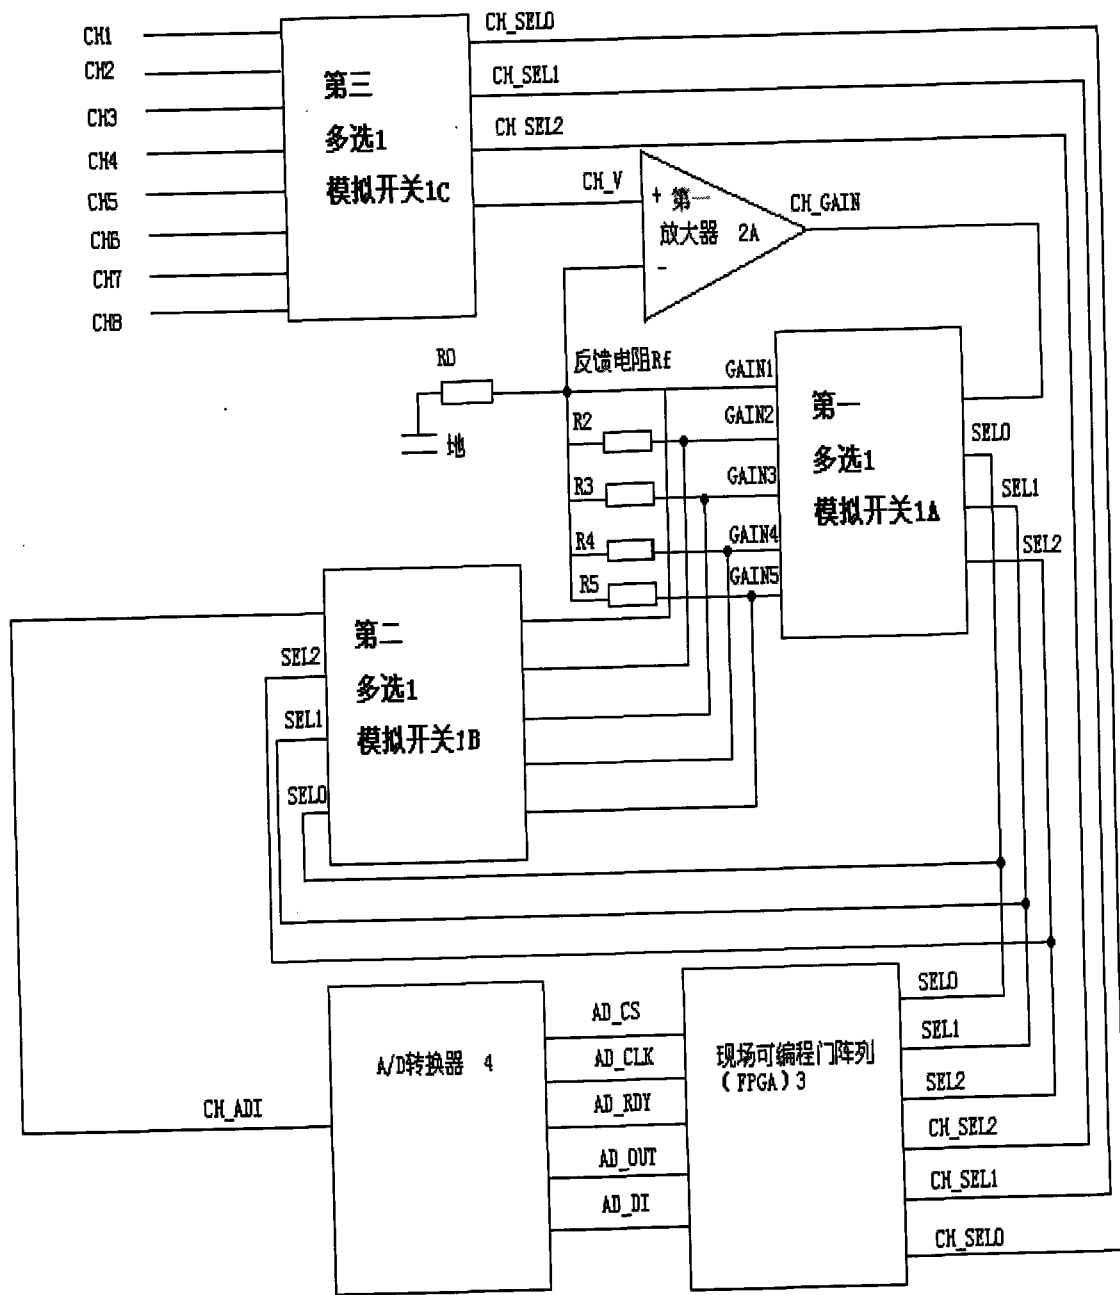 CH1
CH2
CH3
CH4
CH5
CH6
CH7
CH8
第三
多选1
模拟开关1C
CH_SEL0
CH_SEL1
CH SEL2
CH_V
+ 第一
放大器 2A
-
CH_GAIN
R0
地
反馈电阻Rf
R2
R3
R4
R5
GAIN1
GAIN2
GAIN3
GAIN4
GAIN5
第一
多选1
模拟开关1A
SEL0
SEL1
SEL2
第二
多选1
模拟开关1B
SEL2
SEL1
SEL0
CH_ADI
A/D转换器 4
AD_CS
AD_CLK
AD_RDY
AD_OUT
AD_DI
现场可编程门阵列
(FPGA)3
SEL0
SEL1
SEL2
CH_SEL2
CH_SEL1
CH_SEL0